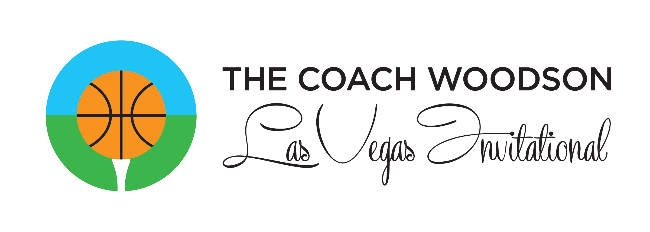 THE COACH WOODSON
Las Vegas Invitational